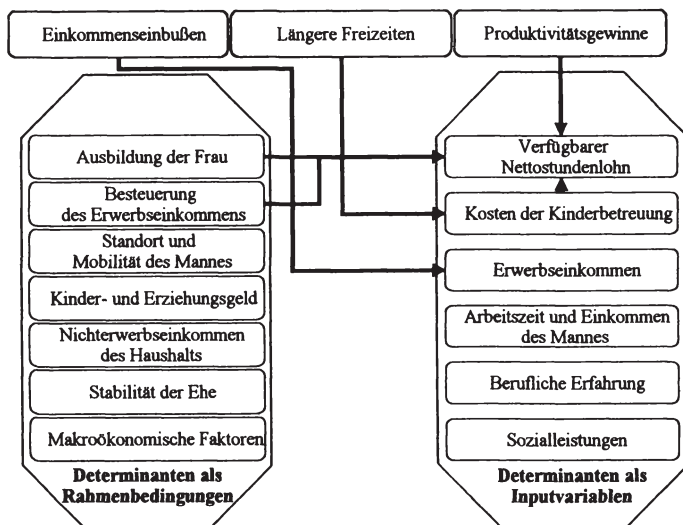 Einkommenseinbußen
Längere Freizeiten
Produktivitätsgewinne
Ausbildung der Frau
Besteuerung
des Erwerbseinkommens
Standort und
Mobilität des Mannes
Kinder- und Erziehungsgeld
Nichterwerbseinkommen
des Haushalts
Stabilität der Ehe
Makroökonomische Faktoren
Determinanten als
Rahmenbedingungen
Verfügbarer
Nettostundenlohn
Kosten der Kinderbetreuung
Erwerbseinkommen
Arbeitszeit und Einkommen
des Mannes
Berufliche Erfahrung
Sozialleistungen
Determinanten als
Inputvariablen